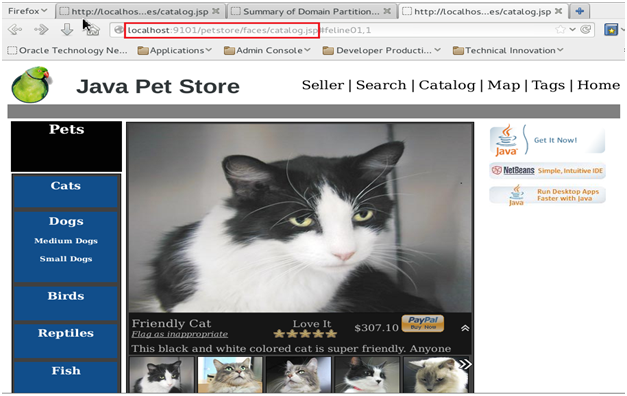 Firefox
http://localhos...es/catalog.jsp
Summary of Domain Partition...
http://localhos...es/catalog.jsp
localhost:9101/petstore/faces/catalog.jsp#feline01,1
Oracle Technology Ne...
Applications
Admin Console
Developer Producti...
Technical Innovation
Java Pet Store
Seller | Search | Catalog | Map | Tags | Home
Pets
Cats
Dogs
Medium Dogs
Small Dogs
Birds
Reptiles
Fish
Friendly Cat
Flag as inappropriate
Love It
$307.10
PayPal
Buy Now
This black and white colored cat is super friendly. Anyone
Java
Get It Now!
NetBeans Simple, Intuitive IDE
Java
Run Desktop Apps
Faster with Java